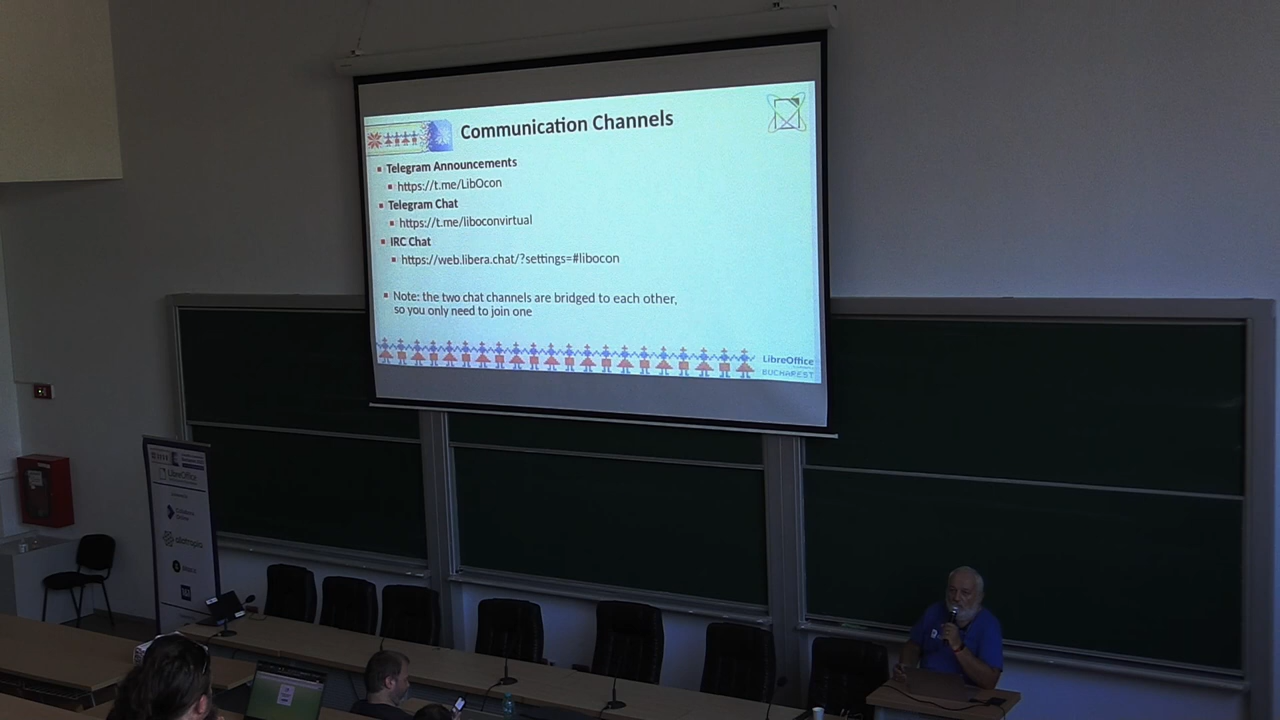 Communication Channels
Telegram Announcements
https://t.me/LibOcon
Telegram Chat
https://t.me/liboconvirtual
IRC Chat
https://web.libera.chat/?settings=#libocon
Note: the two chat channels are bridged to each other,
so you only need to join one
LibreOffice
BUCHAREST
LibreOffice